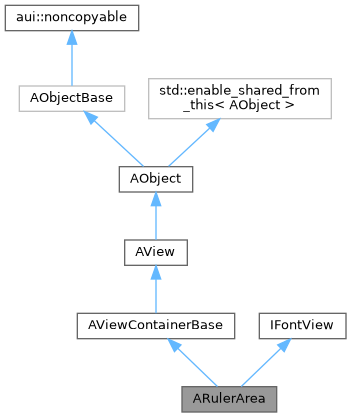 aui::noncopyable
AObjectBase
std::enable_shared_from
_this< AObject >
AObject
AView
AViewContainerBase
IFontView
ARulerArea